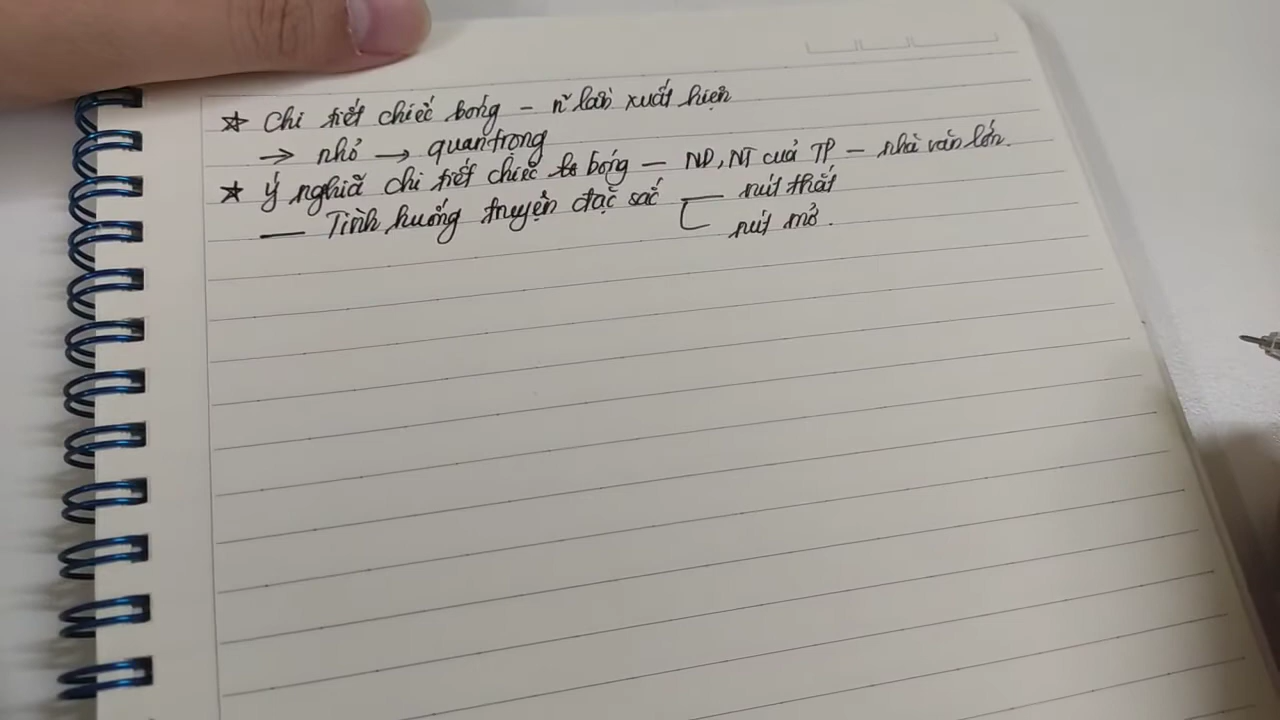 ☆ Chi tiết chiếc bóng – n~ lần xuất hiện
→ nhỏ → quan trọng
☆ Ý nghĩa chi tiết chiếc bóng – ND, NT của TP – nhà văn lớn.
— Tình huống truyện đặc sắc — nút thắt
nút mở.